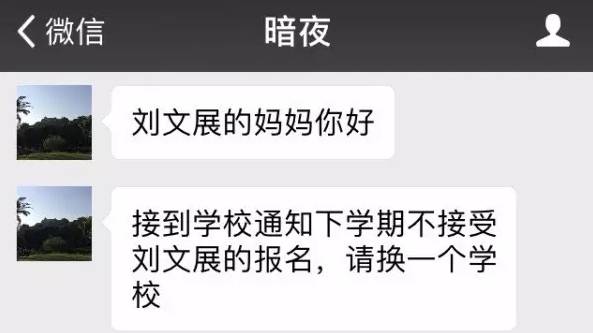 微信
暗夜
刘文展的妈妈你好
接到学校通知下学期不接受
刘文展的报名，请换一个学
校